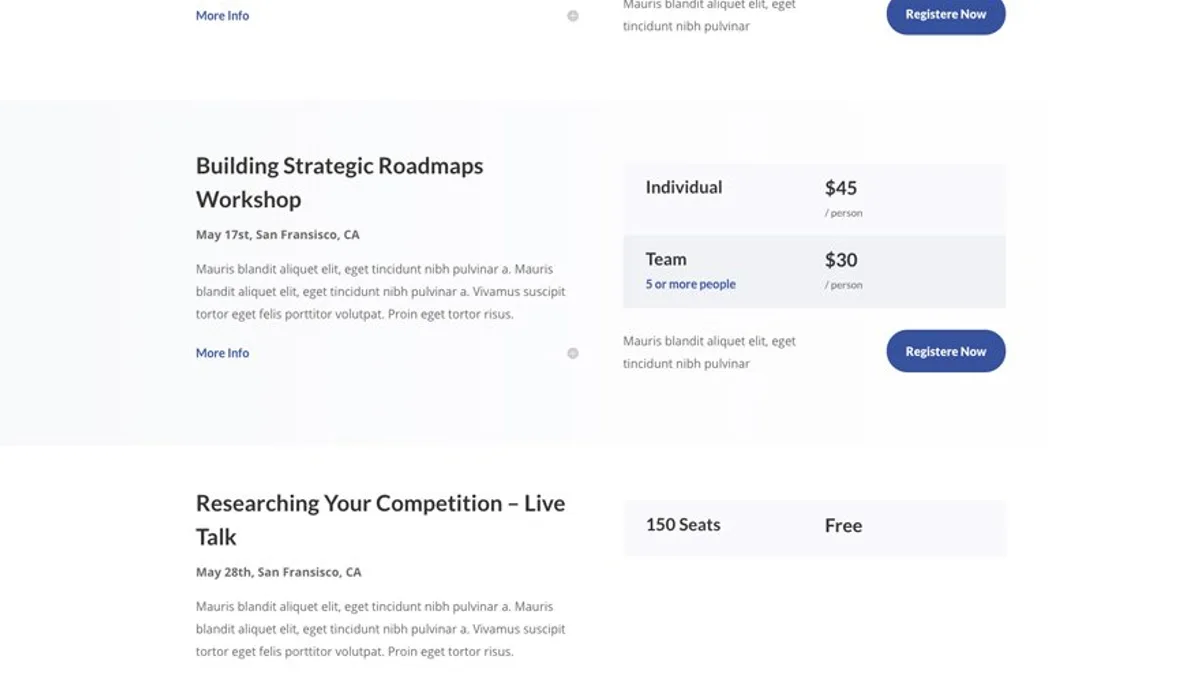 More Info
Mauris blandit aliquet elit, eget
tincidunt nibh pulvinar
Registere Now
Building Strategic Roadmaps
Workshop
May 17st, San Fransisco, CA
Mauris blandit aliquet elit, eget tincidunt nibh pulvinar a. Mauris
blandit aliquet elit, eget tincidunt nibh pulvinar a. Vivamus suscipit
tortor eget felis porttitor volutpat. Proin eget tortor risus.
More Info
Individual
$45
/ person
Team
$30
5 or more people
/ person
Mauris blandit aliquet elit, eget
tincidunt nibh pulvinar
Registere Now
Researching Your Competition – Live
Talk
May 28th, San Fransisco, CA
Mauris blandit aliquet elit, eget tincidunt nibh pulvinar a. Mauris
blandit aliquet elit, eget tincidunt nibh pulvinar a. Vivamus suscipit
tortor eget felis porttitor volutpat. Proin eget tortor risus.
150 Seats
Free